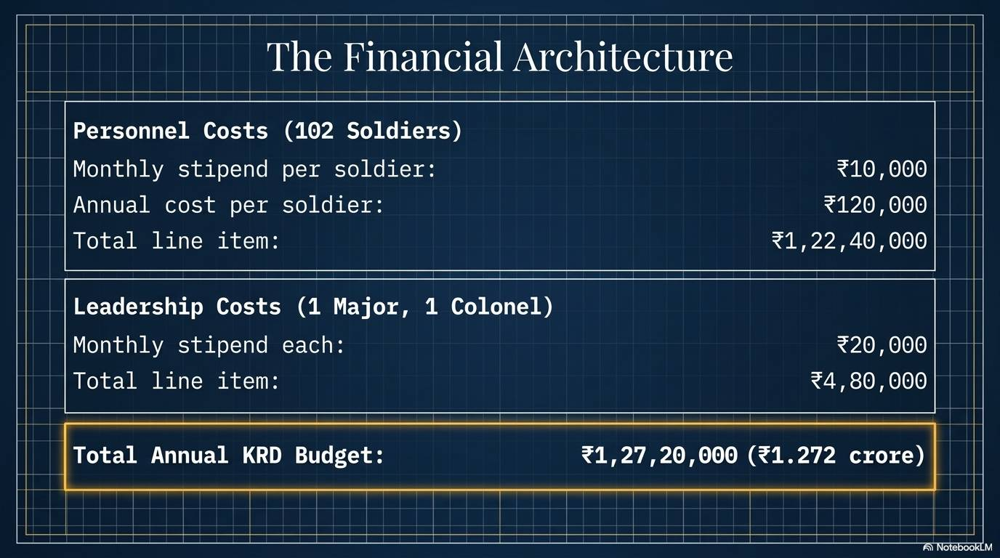 The Financial Architecture
Personnel Costs (102 Soldiers)
Monthly stipend per soldier: ₹10,000
Annual cost per soldier: ₹120,000
Total line item: ₹1,22,40,000
Leadership Costs (1 Major, 1 Colonel)
Monthly stipend each: ₹20,000
Total line item: ₹4,80,000
Total Annual KRD Budget: ₹1,27,20,000 (₹1.272 crore)
NotebookLM